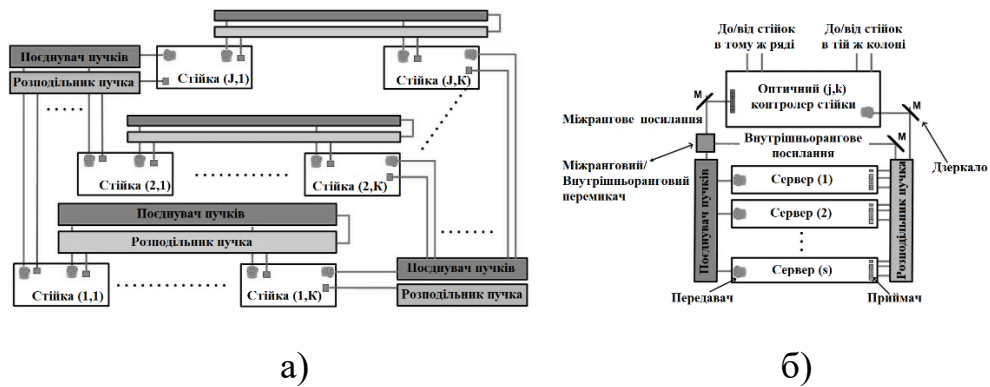 Поєднувач пучків
Розподільник пучка
Стійка (J,1)
Стійка (J,K)
Стійка (2,1)
Стійка (2,K)
Поєднувач пучків
Розподільник пучка
Стійка (1,1)
Стійка (1,K)
Поєднувач пучків
Розподільник пучка
а)
До/від стійок
в тому ж ряді
До/від стійок
в тій ж колоні
Оптичний (j,k)
контролер стійки
M
M
Міжрангове посилання
Внутрішньорангове
посилання
M
Дзеркало
Міжранговий/
Внутрішньоранговий
перемикач
Поєднувач пучків
Сервер (1)
Сервер (2)
Сервер (s)
Розподільник пучка
Передавач
Приймач
б)